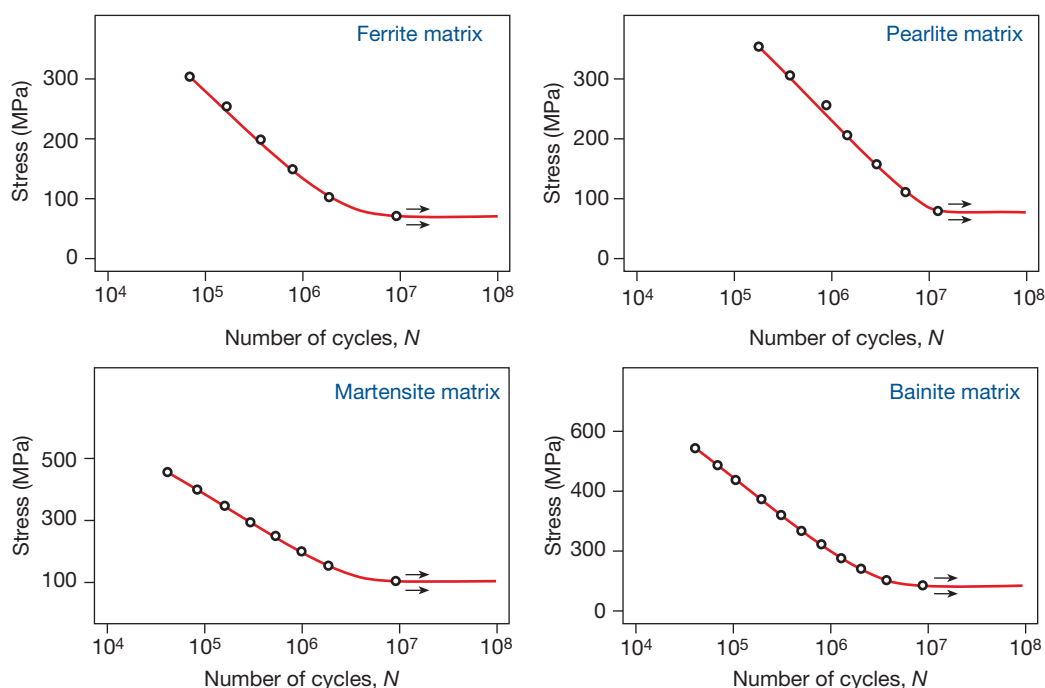 Ferrite matrix
Stress (MPa)
300
200
100
0
10⁴ 10⁵ 10⁶ 10⁷ 10⁸
Number of cycles, N
Pearlite matrix
Stress (MPa)
300
200
100
0
10⁴ 10⁵ 10⁶ 10⁷ 10⁸
Number of cycles, N
Martensite matrix
Stress (MPa)
500
300
100
10⁴ 10⁵ 10⁶ 10⁷ 10⁸
Number of cycles, N
Bainite matrix
Stress (MPa)
600
400
300
0
10⁴ 10⁵ 10⁶ 10⁷ 10⁸
Number of cycles, N